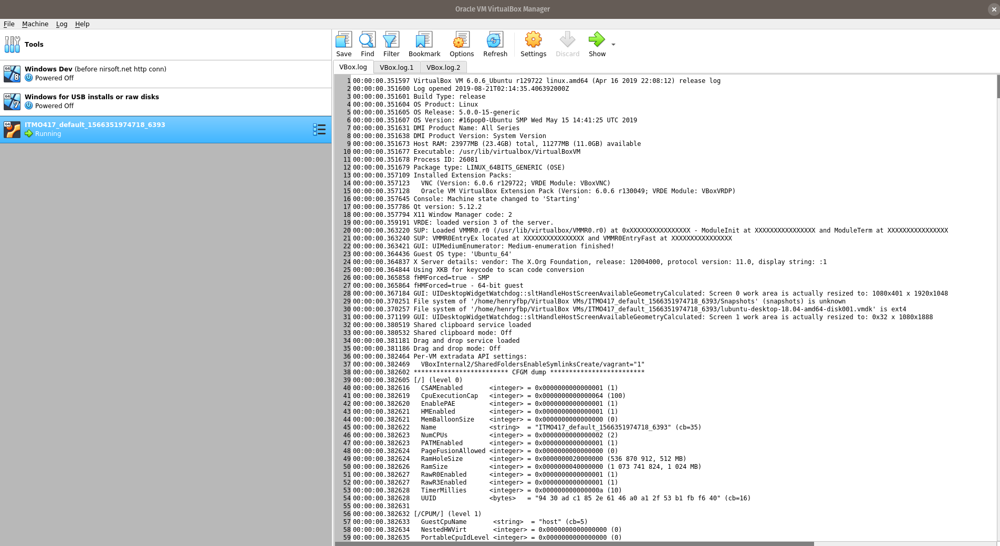 Oracle VM VirtualBox Manager
File Machine Log Help
Tools
Windows Dev (before nirsoft.net http conn)
Powered Off
Windows for USB installs or raw disks
Powered Off
ITMO417_default_1566351974718_6393
Running
Save Find Filter Bookmark Options Refresh Settings Discard Show
VBox.log VBox.log.1 VBox.log.2
1 00:00:00.351597 VirtualBox VM 6.0.6_Ubuntu r129722 linux.amd64 (Apr 16 2019 22:08:12) release log
2 00:00:00.351600 Log opened 2019-08-21T02:14:35.406392000Z
3 00:00:00.351601 Build Type: release
4 00:00:00.351604 OS Product: Linux
5 00:00:00.351605 OS Release: 5.0.0-15-generic
6 00:00:00.351607 OS Version: #16pop0-Ubuntu SMP Wed May 15 14:41:25 UTC 2019
7 00:00:00.351631 DMI Product Name: All Series
8 00:00:00.351638 DMI Product Version: System Version
9 00:00:00.351673 Host RAM: 23977MB (23.4GB) total, 11277MB (11.0GB) available
10 00:00:00.351677 Executable: /usr/lib/virtualbox/VirtualBoxVM
11 00:00:00.351678 Process ID: 26081
12 00:00:00.351679 Package type: LINUX_64BITS_GENERIC (OSE)
13 00:00:00.357109 Installed Extension Packs:
14 00:00:00.357123   VNC (Version: 6.0.6 r129722; VRDE Module: VBoxVNC)
15 00:00:00.357128   Oracle VM VirtualBox Extension Pack (Version: 6.0.6 r130049; VRDE Module: VBoxVRDP)
16 00:00:00.357645 Console: Machine state changed to 'Starting'
17 00:00:00.357786 Qt version: 5.12.2
18 00:00:00.357794 X11 Window Manager code: 2
19 00:00:00.359191 VRDE: loaded version 3 of the server.
20 00:00:00.363220 SUP: Loaded VMMR0.r0 (/usr/lib/virtualbox/VMMR0.r0) at 0xXXXXXXXXXXXXXXXX - ModuleInit at XXXXXXXXXXXXXXXX and ModuleTerm at XXXXXXXXXXXXXXXX
21 00:00:00.363240 SUP: VMMR0EntryEx located at XXXXXXXXXXXXXXXX and VMMR0EntryFast at XXXXXXXXXXXXXXXX
22 00:00:00.363421 GUI: UIMediumEnumerator: Medium-enumeration finished!
23 00:00:00.364436 Guest OS type: 'Ubuntu_64'
24 00:00:00.364837 X Server details: vendor: The X.Org Foundation, release: 12004000, protocol version: 11.0, display string: :1
25 00:00:00.364844 Using XKB for keycode to scan code conversion
26 00:00:00.365858 fHMForced=true - SMP
27 00:00:00.365864 fHMForced=true - 64-bit guest
28 00:00:00.367184 GUI: UIDesktopWidgetWatchdog::sltHandleHostScreenAvailableGeometryCalculated: Screen 0 work area is actually resized to: 1080x401 x 1920x1048
29 00:00:00.370251 File system of '/home/henryfbp/VirtualBox VMs/ITMO417_default_1566351974718_6393/Snapshots' (snapshots) is unknown
30 00:00:00.370257 File system of '/home/henryfbp/VirtualBox VMs/ITMO417_default_1566351974718_6393/lubuntu-desktop-18.04-amd64-disk001.vmdk' is ext4
31 00:00:00.371199 GUI: UIDesktopWidgetWatchdog::sltHandleHostScreenAvailableGeometryCalculated: Screen 1 work area is actually resized to: 0x32 x 1080x1888
32 00:00:00.380519 Shared clipboard service loaded
33 00:00:00.380532 Shared clipboard mode: Off
34 00:00:00.381181 Drag and drop service loaded
35 00:00:00.381186 Drag and drop mode: Off
36 00:00:00.382464 Per-VM extradata API settings:
37 00:00:00.382469   VBoxInternal2/SharedFoldersEnableSymlinksCreate/vagrant="1"
38 00:00:00.382602 ************************* CFGM dump *************************
39 00:00:00.382605 [/] (level 0)
40 00:00:00.382616   CSAMEnabled       <integer> = 0x0000000000000001 (1)
41 00:00:00.382619   CpuExecutionCap   <integer> = 0x0000000000000064 (100)
42 00:00:00.382620   EnablePAE         <integer> = 0x0000000000000001 (1)
43 00:00:00.382621   HMEnabled         <integer> = 0x0000000000000001 (1)
44 00:00:00.382621   MemBalloonSize    <integer> = 0x0000000000000000 (0)
45 00:00:00.382622   Name              <string>  = "ITMO417_default_1566351974718_6393" (cb=35)
46 00:00:00.382623   NumCPUs           <integer> = 0x0000000000000002 (2)
47 00:00:00.382623   PATMEnabled       <integer> = 0x0000000000000001 (1)
48 00:00:00.382624   PageFusionAllowed <integer> = 0x0000000000000000 (0)
49 00:00:00.382624   RamHoleSize       <integer> = 0x0000000020000000 (536 870 912, 512 MB)
50 00:00:00.382626   RamSize           <integer> = 0x0000000040000000 (1 073 741 824, 1 024 MB)
51 00:00:00.382627   RawR0Enabled      <integer> = 0x0000000000000001 (1)
52 00:00:00.382627   RawR3Enabled      <integer> = 0x0000000000000001 (1)
53 00:00:00.382628   TimerMillies      <integer> = 0x000000000000000a (10)
54 00:00:00.382628   UUID              <bytes>   = "94 30 ad c1 85 2e 61 46 a0 a1 2f 53 b1 fb f6 40" (cb=16)
55 00:00:00.382631
56 00:00:00.382632 [/CPUM/] (level 1)
57 00:00:00.382633   GuestCpuName       <string>  = "host" (cb=5)
58 00:00:00.382634   NestedHWVirt       <integer> = 0x0000000000000000 (0)
59 00:00:00.382635   PortableCpuIdLevel <integer> = 0x0000000000000000 (0)